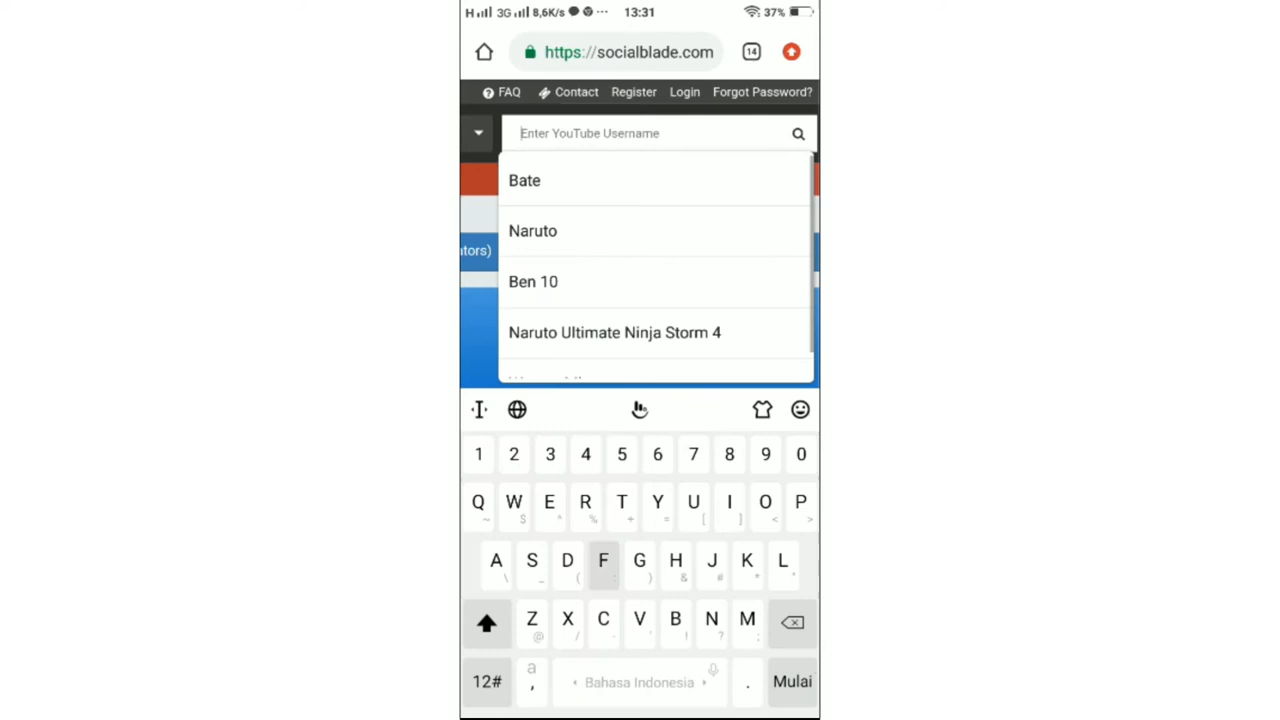 H 3G 8,6K/s ··· 13:31 37%
https://socialblade.com 14
FAQ Contact Register Login Forgot Password?
Enter YouTube Username
Bate
Naruto
ators) Ben 10
Naruto Ultimate Ninja Storm 4
1 2 3 4 5 6 7 8 9 0
Q W E R T Y U I O P
~ $ ^ % + = [ ] < >
A S D F G H J K L
\ _ ( : ) & # * "
Z X C V B N M
@ / - ' ! ? ;
12# a , Bahasa Indonesia . Mulai